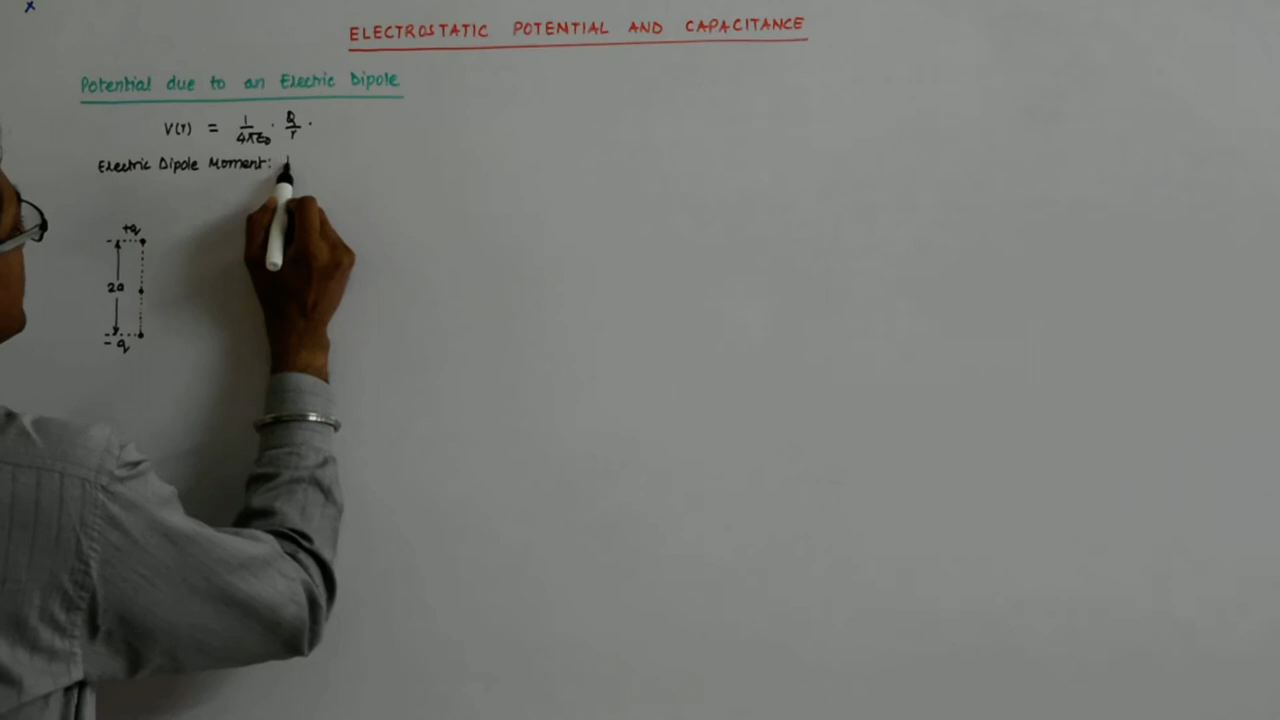 x
ELECTROSTATIC POTENTIAL AND CAPACITANCE
Potential due to an Electric Dipole
V(r) = 1/4πε₀ · Q/r .
Electric Dipole Moment:
+q
2a
-q